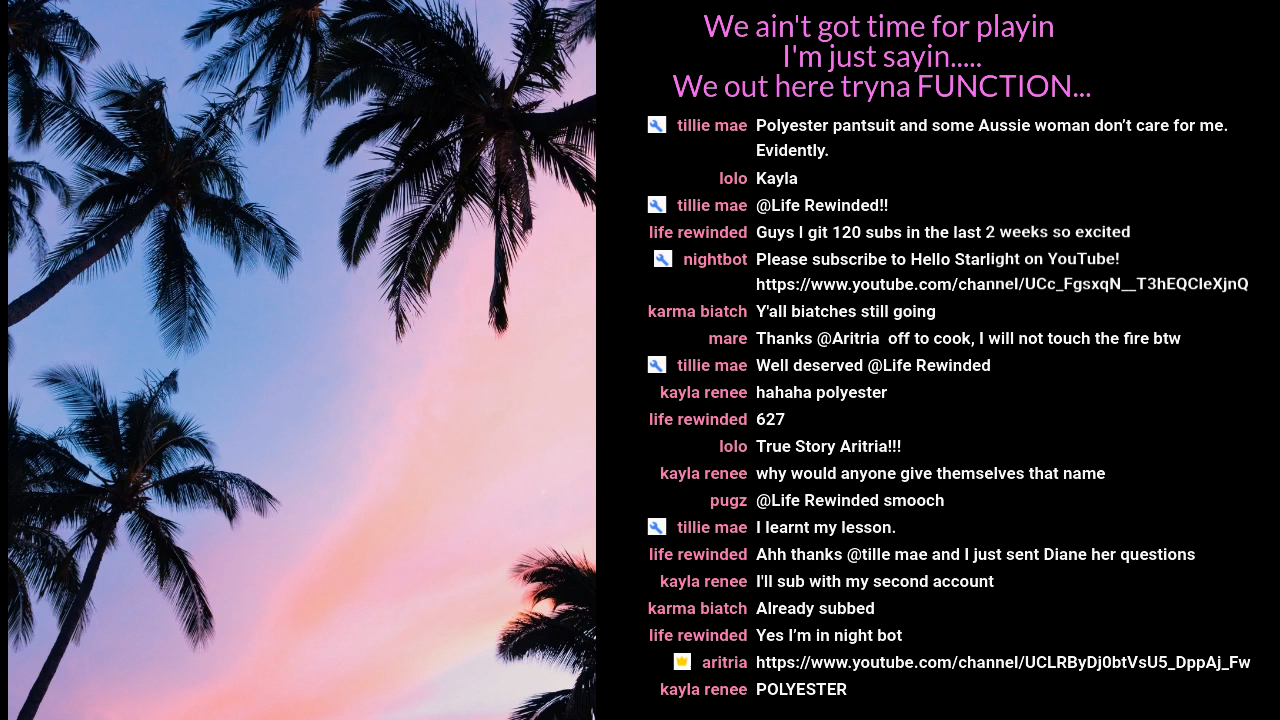 We ain't got time for playin
I'm just sayin.....
We out here tryna FUNCTION...
tillie mae Polyester pantsuit and some Aussie woman don’t care for me.
Evidently.
lolo Kayla
tillie mae @Life Rewinded!!
life rewinded Guys I git 120 subs in the last 2 weeks so excited
nightbot Please subscribe to Hello Starlight on YouTube!
https://www.youtube.com/channel/UCc_FgsxqN__T3hEQCIeXjnQ
karma biatch Y'all biatches still going
mare Thanks @Aritria off to cook, I will not touch the fire btw
tillie mae Well deserved @Life Rewinded
kayla renee hahaha polyester
life rewinded 627
lolo True Story Aritria!!!
kayla renee why would anyone give themselves that name
pugz @Life Rewinded smooch
tillie mae I learnt my lesson.
life rewinded Ahh thanks @tille mae and I just sent Diane her questions
kayla renee I'll sub with my second account
karma biatch Already subbed
life rewinded Yes I’m in night bot
aritria https://www.youtube.com/channel/UCLRByDj0btVsU5_DppAj_Fw
kayla renee POLYESTER